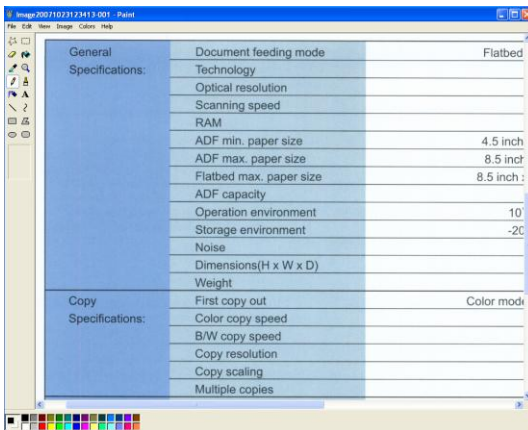 Image20071023123413-001 - Paint
File Edit View Image Colors Help
General Document feeding mode Flatbed
Specifications: Technology
Optical resolution
Scanning speed
RAM
ADF min. paper size 4.5 inch
ADF max. paper size 8.5 inch
Flatbed max. paper size 8.5 inch :
ADF capacity
Operation environment 10
Storage environment -20
Noise
Dimensions(H x W x D)
Weight
Copy First copy out Color mode
Specifications: Color copy speed
B/W copy speed
Copy resolution
Copy scaling
Multiple copies